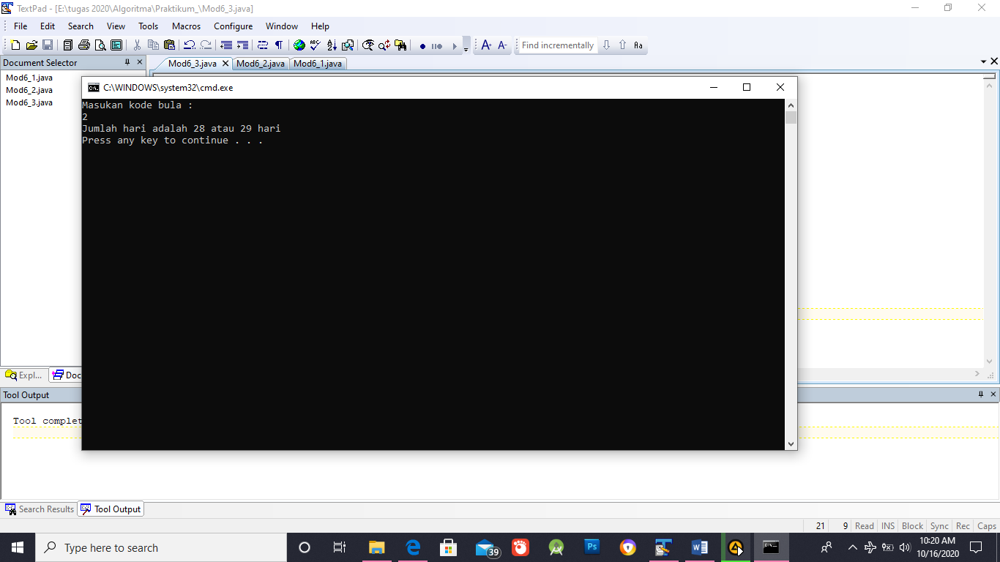 TextPad - [E:\tugas 2020\Algoritma\Praktikum_\Mod6_3.java]
File Edit Search View Tools Macros Configure Window Help
Find incrementally
Document Selector
Mod6_3.java Mod6_2.java Mod6_1.java
Mod6_1.java
Mod6_2.java
Mod6_3.java
C:\WINDOWS\system32\cmd.exe
Masukan kode bula :
2
Jumlah hari adalah 28 atau 29 hari
Press any key to continue . . .
Expl... Doc
Tool Output
Tool complet
Search Results Tool Output
21 9 Read INS Block Sync Rec Caps
Type here to search
39
Ps
10:20 AM
10/16/2020